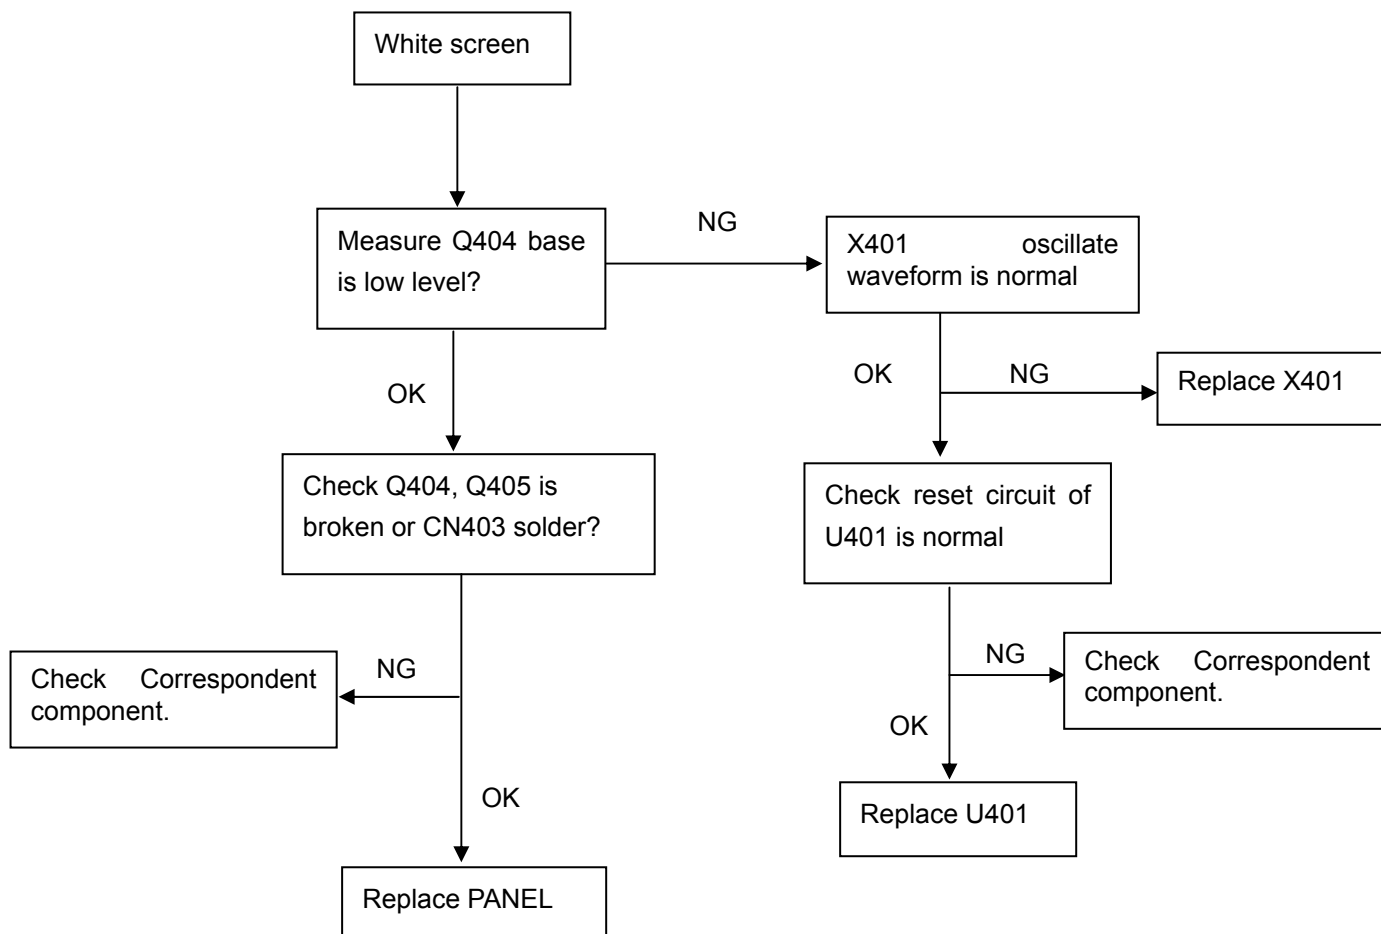 White screen
Measure Q404 base
is low level?
NG
X401 oscillate
waveform is normal
OK
OK
NG
Replace X401
Check Q404, Q405 is
broken or CN403 solder?
Check reset circuit of
U401 is normal
NG
Check Correspondent
component.
NG
Check Correspondent
component.
OK
OK
Replace U401
Replace PANEL